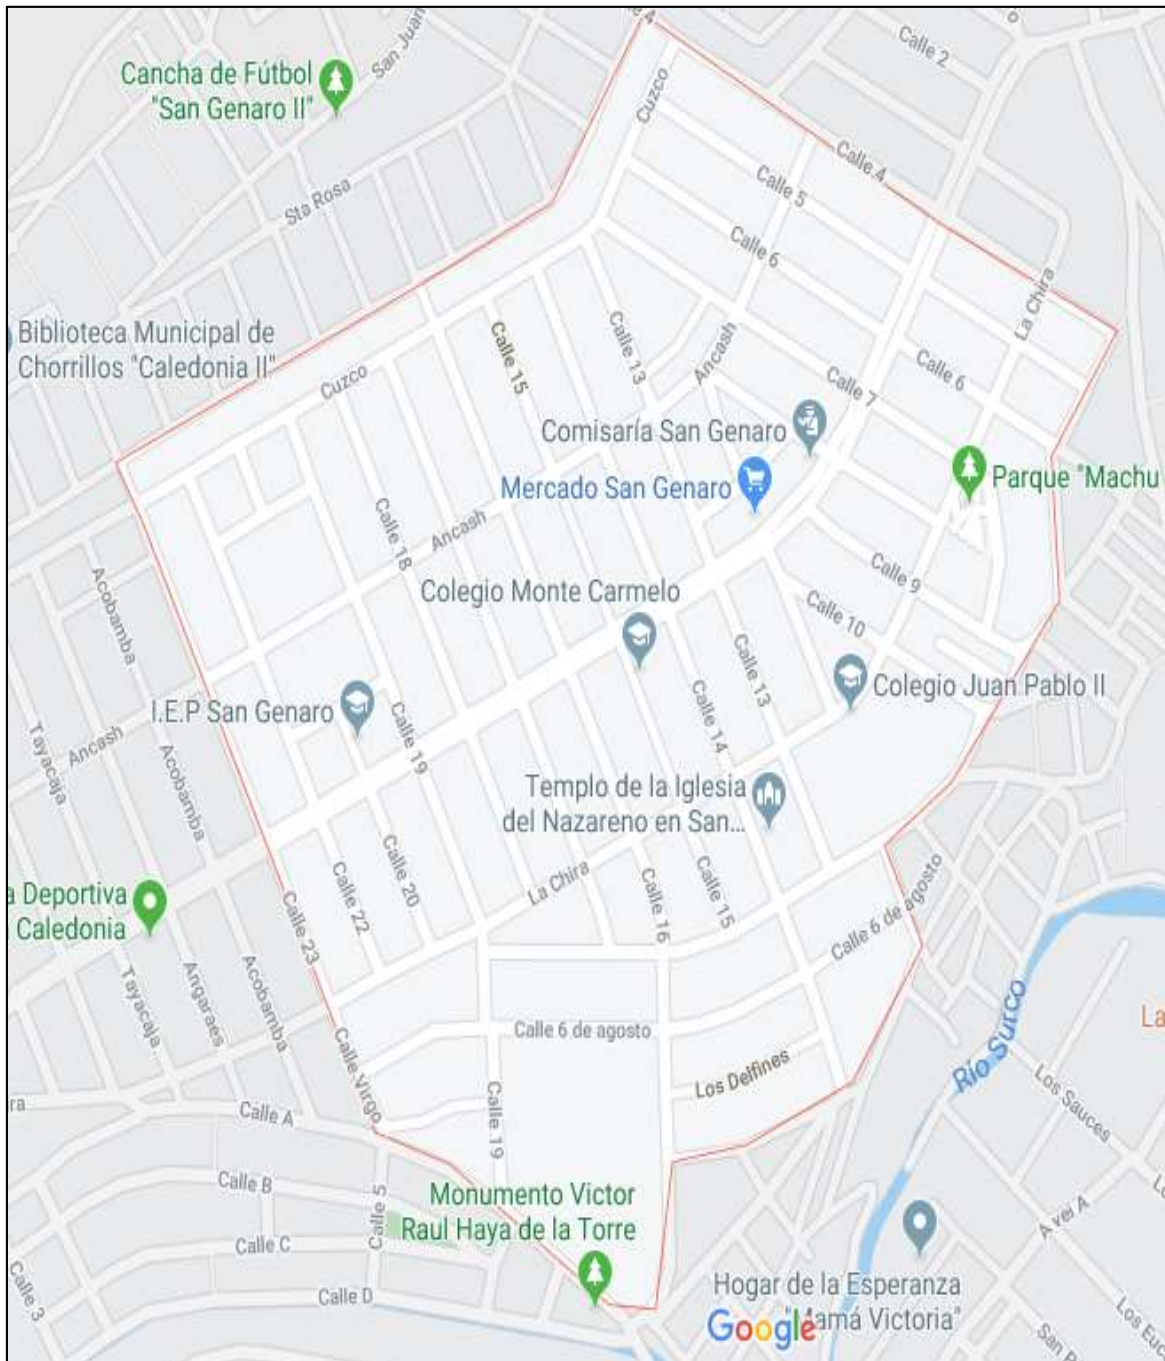 Calle 2
San Juan
Cancha de Fútbol
"San Genaro II"
Cuzco
Calle 4
Calle 5
Sta Rosa
Calle 6
La Chira
Biblioteca Municipal de
Chorrillos "Caledonia II"
Calle 15
Calle 13
Ancash
Cuzco
Calle 6
Calle 7
Comisaría San Genaro
Mercado San Genaro
Parque "Machu
Calle 18
Ancash
Calle 9
Colegio Monte Carmelo
Calle 10
Acobamba
Calle 13
Colegio Juan Pablo II
I.E.P San Genaro
Calle 14
Ancash
Tayacaja
Calle 19
Acobamba
Templo de la Iglesia
del Nazareno en San...
La Chira
Calle 20
Calle 22
Calle 15
Calle 16
a Deportiva
Caledonia
Calle 23
Calle 6 de agosto
Tayacaja
Angaraes
Acobamba
Río Surco
La
Calle 6 de agosto
Los Delfines
Calle Virgo
Calle 19
Los Sauces
ra
Calle A
Calle B
Calle 5
Monumento Victor
Raul Haya de la Torre
Calle C
Calle 3
Calle D
Hogar de la Esperanza
"Mamá Victoria"
Google
Los Euc